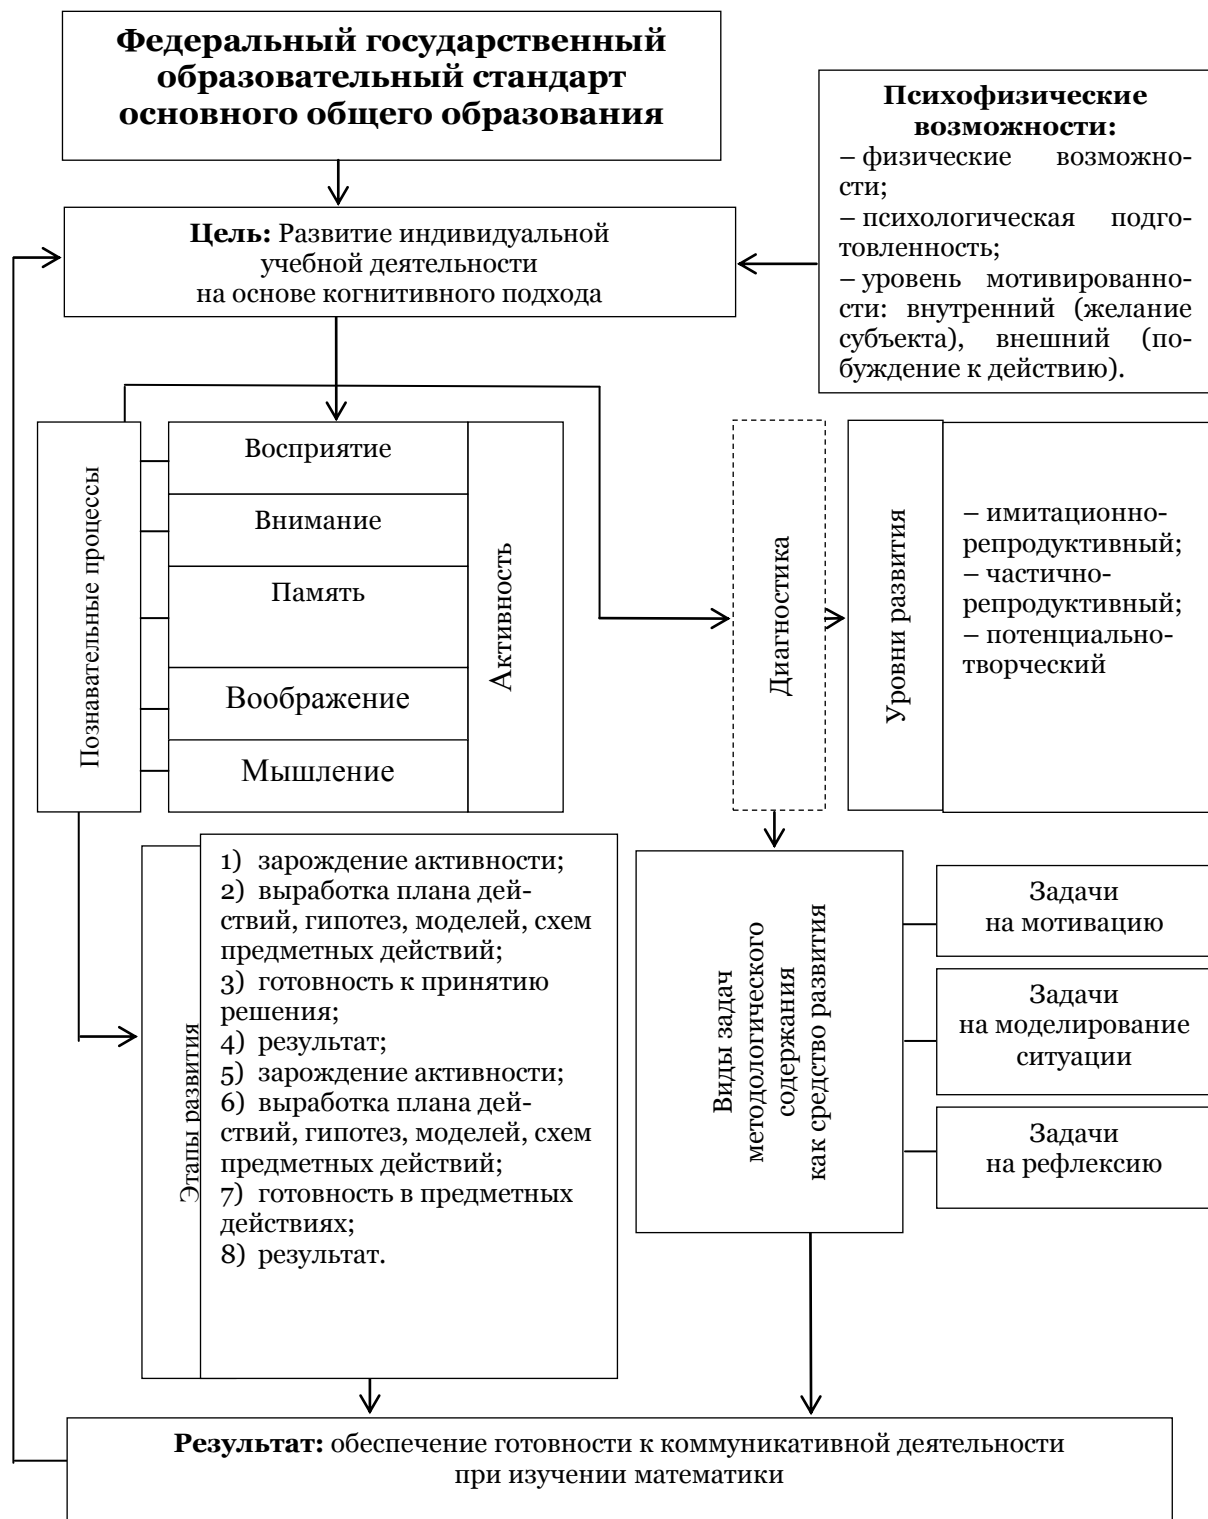 Федеральный государственный
образовательный стандарт
основного общего образования
Психофизические
возможности:
– физические возможно-
сти;
– психологическая подго-
товленность;
– уровень мотивированно-
сти: внутренний (желание
субъекта), внешний (по-
буждение к действию).
Цель: Развитие индивидуальной
учебной деятельности
на основе когнитивного подхода
Познавательные процессы
Восприятие
Внимание
Память
Воображение
Мышление
Активность
Диагностика
Уровни развития
– имитационно-
репродуктивный;
– частично-
репродуктивный;
– потенциально-
творческий
Этапы развития
1) зарождение активности;
2) выработка плана дей-
ствий, гипотез, моделей, схем
предметных действий;
3) готовность к принятию
решения;
4) результат;
5) зарождение активности;
6) выработка плана дей-
ствий, гипотез, моделей, схем
предметных действий;
7) готовность в предметных
действиях;
8) результат.
Виды задач
методологического
содержания
как средство развития
Задачи
на мотивацию
Задачи
на моделирование
ситуации
Задачи
на рефлексию
Результат: обеспечение готовности к коммуникативной деятельности
при изучении математики